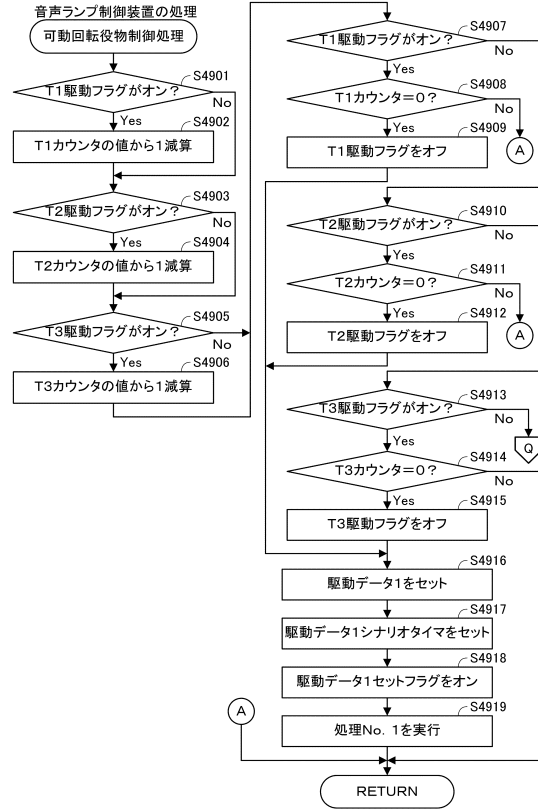 音声ランプ制御装置の処理
可動回転役物制御処理
T1駆動フラグがオン？
S4901
Yes
No
T1カウンタの値から1減算
S4902
T2駆動フラグがオン？
S4903
Yes
No
T2カウンタの値から1減算
S4904
T3駆動フラグがオン？
S4905
Yes
No
T3カウンタの値から1減算
S4906
T1駆動フラグがオン？
S4907
Yes
No
T1カウンタ=0？
S4908
Yes
No
A
T1駆動フラグをオフ
S4909
T2駆動フラグがオン？
S4910
Yes
No
T2カウンタ=0？
S4911
Yes
No
A
T2駆動フラグをオフ
S4912
T3駆動フラグがオン？
S4913
Yes
No
Q
T3カウンタ=0？
S4914
Yes
No
T3駆動フラグをオフ
S4915
駆動データ1をセット
S4916
駆動データ1シナリオタイマをセット
S4917
駆動データ1セットフラグをオン
S4918
処理No. 1を実行
S4919
A
RETURN